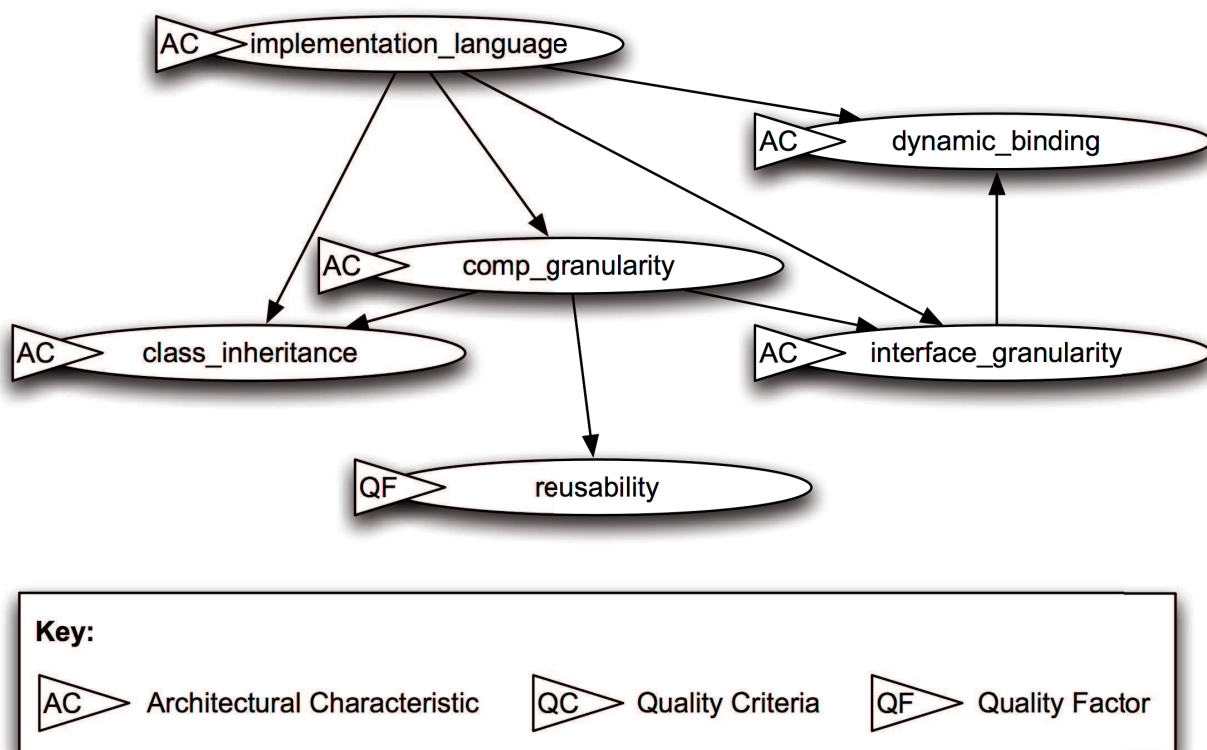 AC implementation_language
AC dynamic_binding
AC comp_granularity
AC class_inheritance
AC interface_granularity
QF reusability
Key:
AC Architectural Characteristic QC Quality Criteria QF Quality Factor